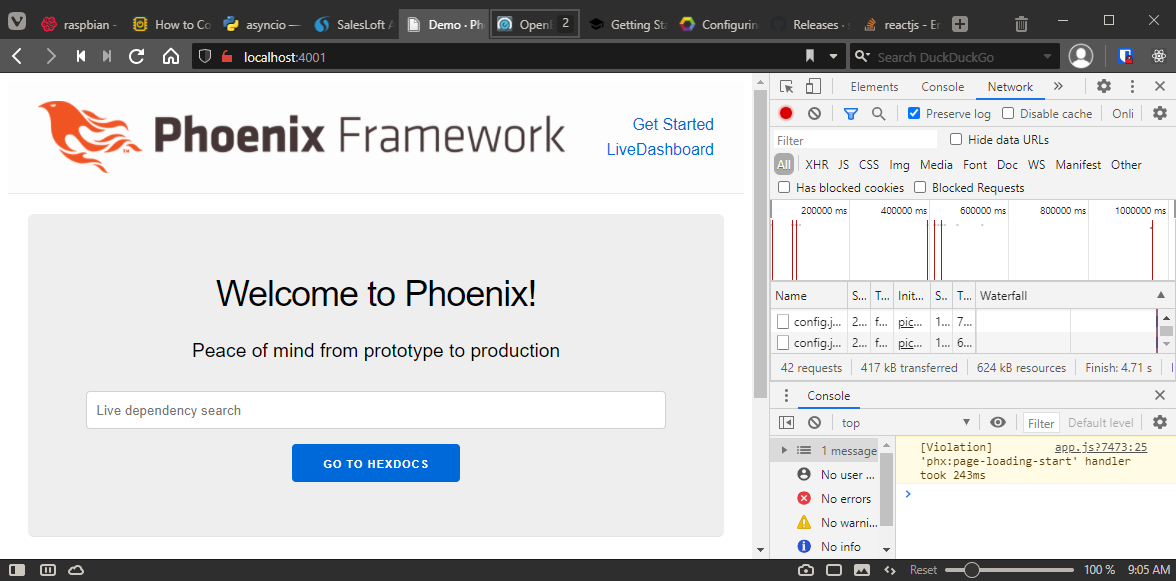 raspbian -
How to Co
asyncio —
SalesLoft A
Demo · Ph
OpenE 2
Getting Sta
Configurin
Releases ·
reactjs - Er
localhost:4001
Search DuckDuckGo
Phoenix Framework
Get Started
LiveDashboard
Welcome to Phoenix!
Peace of mind from prototype to production
Live dependency search
GO TO HEXDOCS
Elements Console Network
Preserve log Disable cache Onli
Filter Hide data URLs
All XHR JS CSS Img Media Font Doc WS Manifest Other
Has blocked cookies Blocked Requests
200000 ms 400000 ms 600000 ms 800000 ms 1000000 ms
Name S... T... Init... S.. T... Waterfall
config.j... 2... f... pic... 1... 7...
config.j... 2... f... pic... 1... 6...
42 requests 417 kB transferred 624 kB resources Finish: 4.71 s
Console
top Filter Default level
1 message
No user ...
No errors
No warni...
No info
[Violation] app.js?7473:25
'phx:page-loading-start' handler
took 243ms
Reset 100 % 9:05 AM